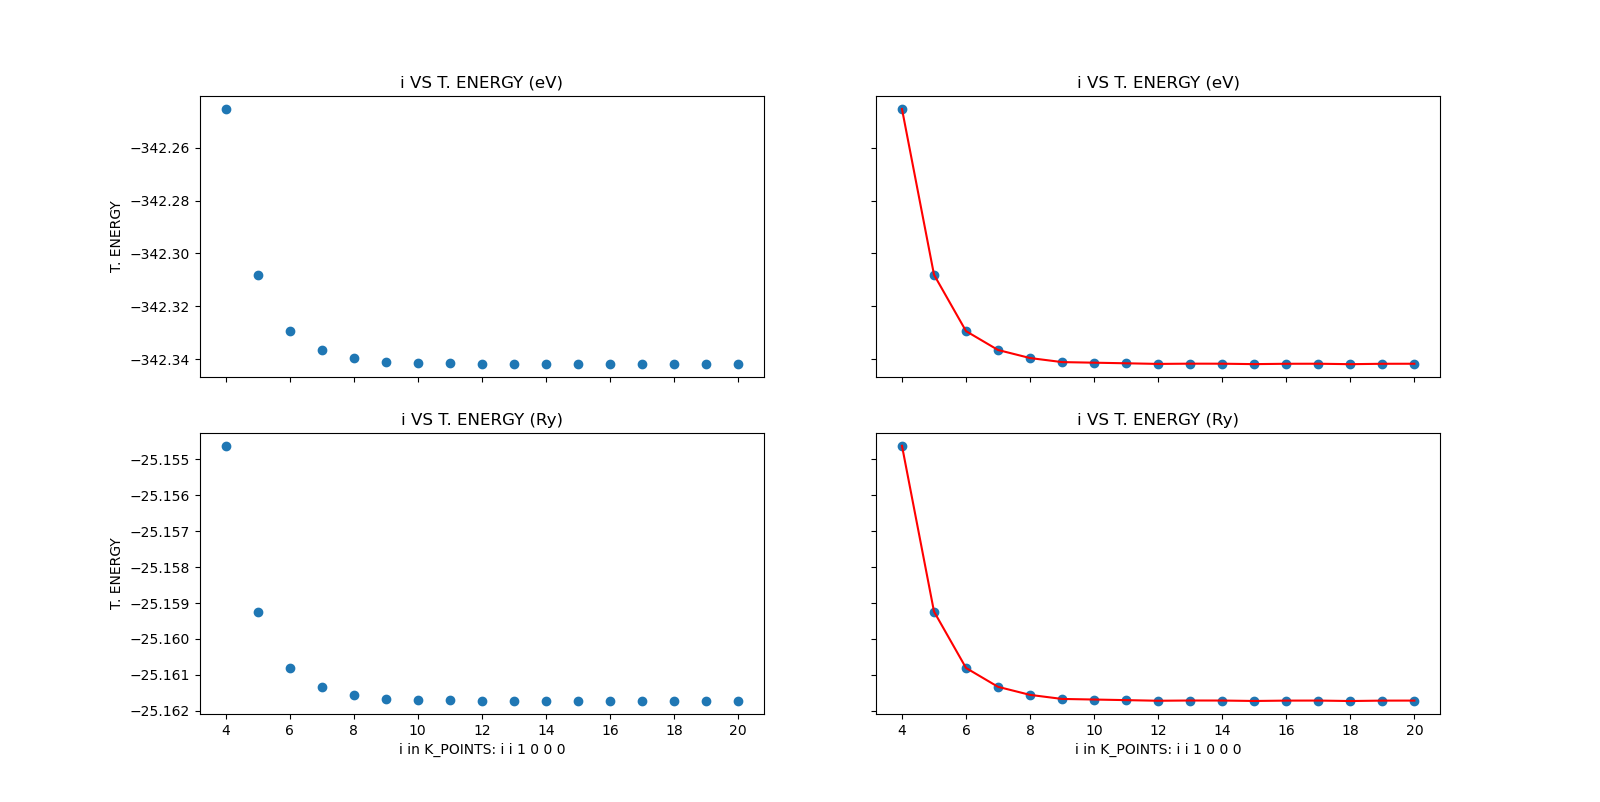 i VS T. ENERGY (eV)
T. ENERGY
−342.26
−342.28
−342.30
−342.32
−342.34
i VS T. ENERGY (eV)
i VS T. ENERGY (Ry)
T. ENERGY
−25.155
−25.156
−25.157
−25.158
−25.159
−25.160
−25.161
−25.162
4 6 8 10 12 14 16 18 20
i in K_POINTS: i i 1 0 0 0
i VS T. ENERGY (Ry)
4 6 8 10 12 14 16 18 20
i in K_POINTS: i i 1 0 0 0